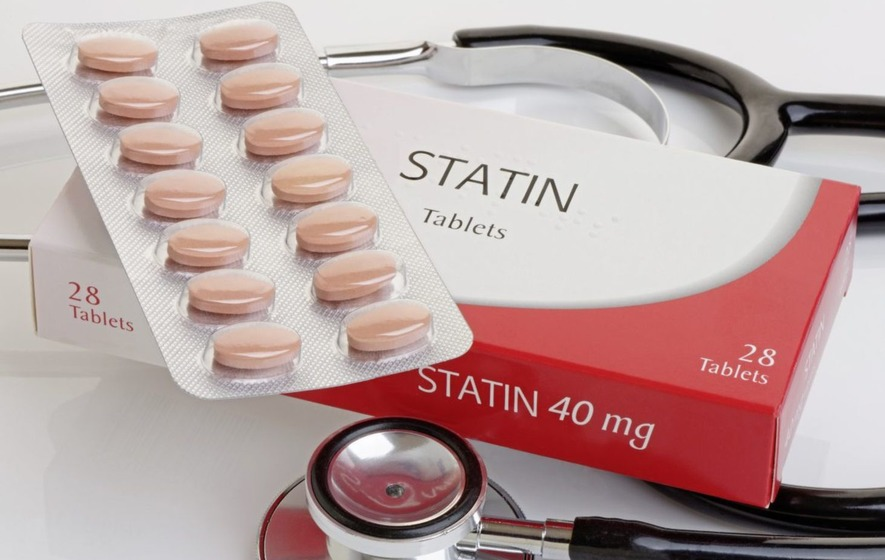 STATIN
Tablets
28
Tablets
28
Tablets
STATIN 40 mg